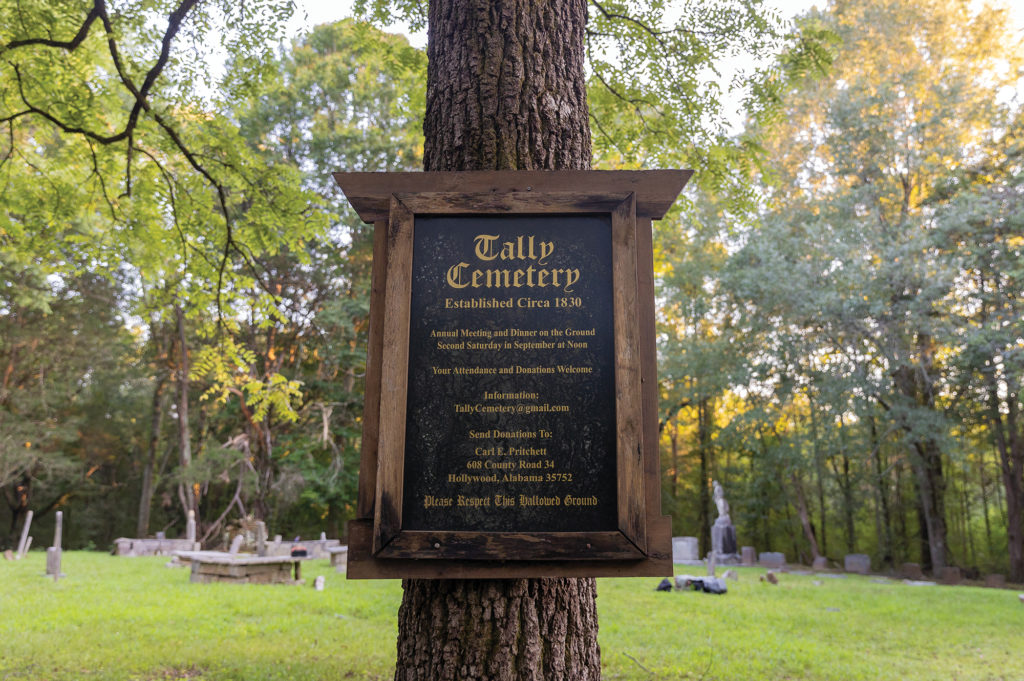 Tally
Cemetery
Established Circa 1830
Annual Meeting and Dinner on the Ground
Second Saturday in September at Noon
Your Attendance and Donations Welcome
Information:
TallyCemetery@gmail.com
Send Donations To:
Carl E. Pritchett
608 County Road 34
Hollywood, Alabama 35752
Please Respect This Hallowed Ground